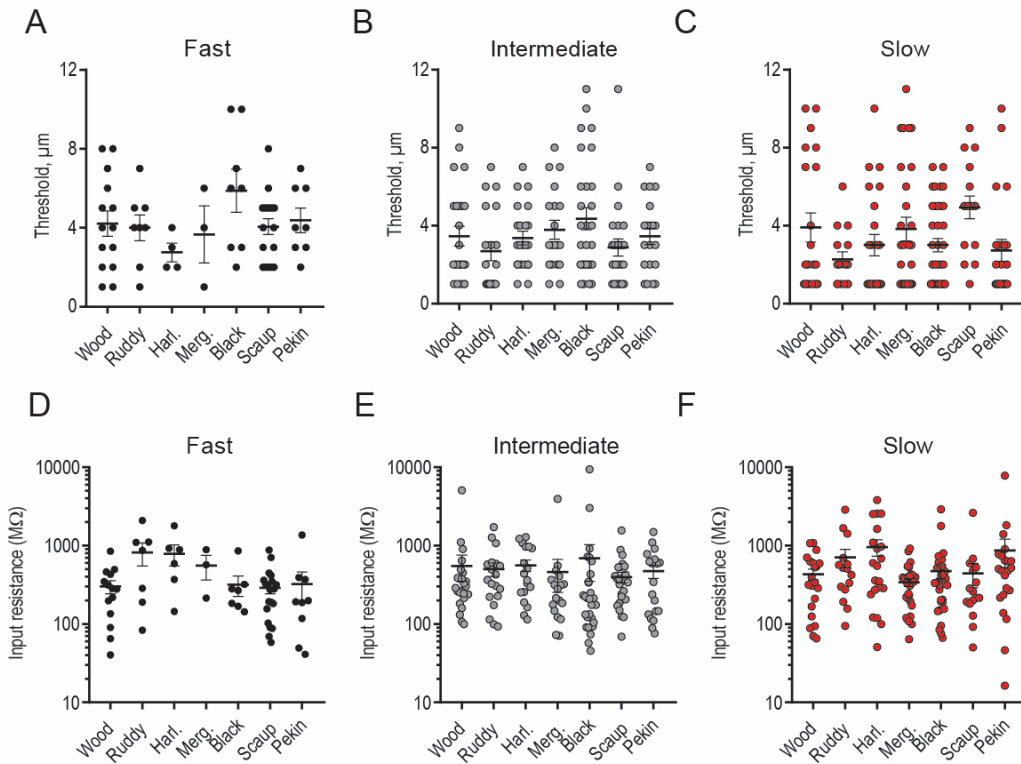 A
Fast
Threshold, µm
12
8
4
0
Wood
Ruddy
Harl.
Merg.
Black
Scaup
Pekin
B
Intermediate
Threshold, µm
12
8
4
0
Wood
Ruddy
Harl.
Merg.
Black
Scaup
Pekin
C
Slow
Threshold, µm
12
8
4
0
Wood
Ruddy
Harl.
Merg.
Black
Scaup
Pekin
D
Fast
Input resistance (MΩ)
10000
1000
100
10
Wood
Ruddy
Harl.
Merg.
Black
Scaup
Pekin
E
Intermediate
Input resistance (MΩ)
10000
1000
100
10
Wood
Ruddy
Harl.
Merg.
Black
Scaup
Pekin
F
Slow
Input resistance (MΩ)
10000
1000
100
10
Wood
Ruddy
Harl.
Merg.
Black
Scaup
Pekin